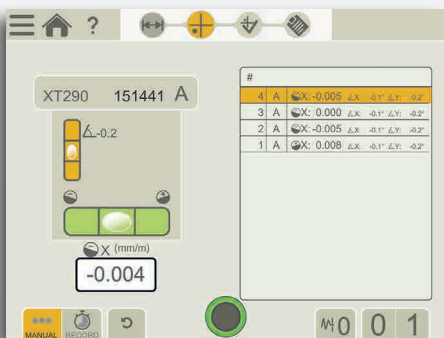 ?
#
XT290 151441 A
4 A X: -0.005 ∠X: -0.1° ∠Y: -0.2°
3 A X: 0.000 ∠X: -0.1° ∠Y: -0.2°
2 A X: -0.005 ∠X: -0.1° ∠Y: -0.2°
1 A X: 0.008 ∠X: -0.1° ∠Y: -0.2°
∠-0.2
X (mm/m)
-0.004
MANUAL RECORD
0 0 1